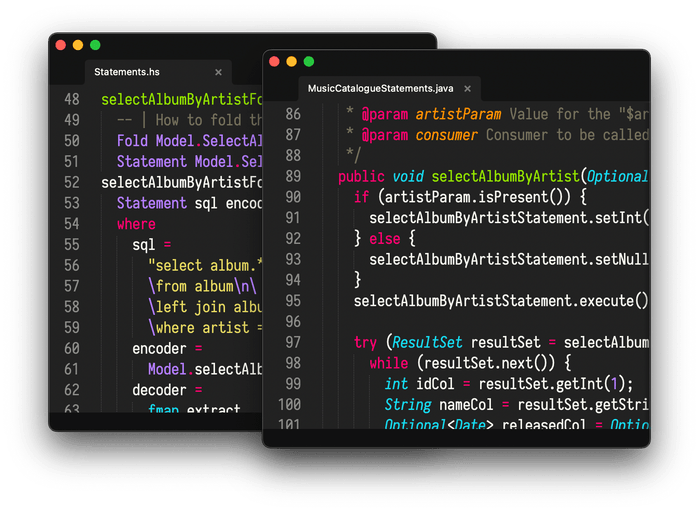 Statements.hs ×
48 selectAlbumByArtistFo
49 -- | How to fold th
50 Fold Model.SelectAl
51 Statement Model.Sel
52 selectAlbumByArtistFo
53 Statement sql encod
54 where
55 sql =
56 "select album.*
57 \from album\n\
58 \left join albu
59 \where artist =
60 encoder =
61 Model.selectAlb
62 decoder =
63 fmap extract
MusicCatalogueStatements.java ×
86 * @param artistParam Value for the "$ar
87 * @param consumer Consumer to be called
88 */
89 public void selectAlbumByArtist(Optional
90 if (artistParam.isPresent()) {
91 selectAlbumByArtistStatement.setInt(
92 } else {
93 selectAlbumByArtistStatement.setNull
94 }
95 selectAlbumByArtistStatement.execute()
96
97 try (ResultSet resultSet = selectAlbum
98 while (resultSet.next()) {
99 int idCol = resultSet.getInt(1);
100 String nameCol = resultSet.getStri
101 Optional<Date> releasedCol = Optio